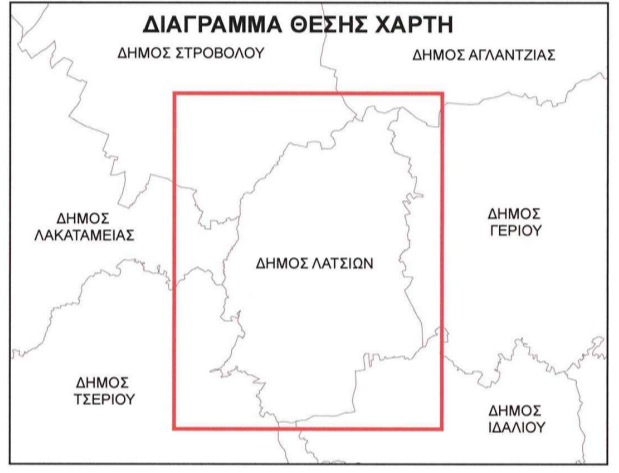 ΔΙΑΓΡΑΜΜΑ ΘΕΣΗΣ ΧΑΡΤΗ
ΔΗΜΟΣ ΣΤΡΟΒΟΛΟΥ
ΔΗΜΟΣ ΑΓΛΑΝΤΖΙΑΣ
ΔΗΜΟΣ
ΛΑΚΑΤΑΜΕΙΑΣ
ΔΗΜΟΣ
ΓΕΡΙΟΥ
ΔΗΜΟΣ ΛΑΤΣΙΩΝ
ΔΗΜΟΣ
ΤΣΕΡΙΟΥ
ΔΗΜΟΣ
ΙΔΑΛΙΟΥ